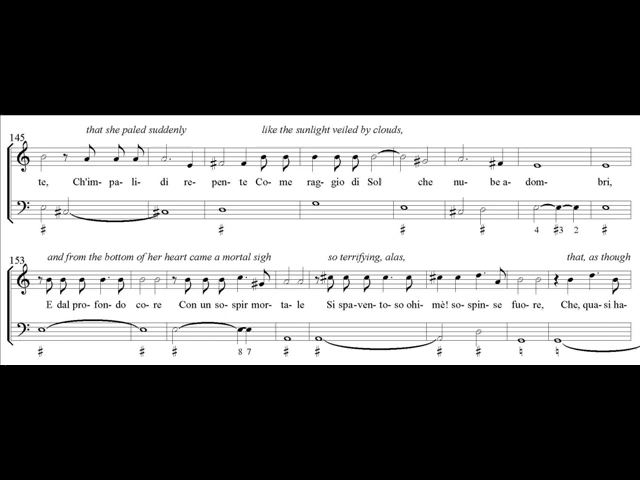 that she paled suddenly like the sunlight veiled by clouds,
145
te, Ch'im- pa- li- di re- pen- te Co- me rag- gio di Sol che nu- be a- dom- bri,
# # # # 4 #3 2 #
and from the bottom of her heart came a mortal sigh so terrifying, alas, that, as though
153
E dal pro- fon- do co- re Con un so- spir mor- ta- le Si spa- ven- to- so ohi- mè! so- spin- se fuo- re, Che, qua- si ha-
# # # 8 7 # # # # ♮ ♮